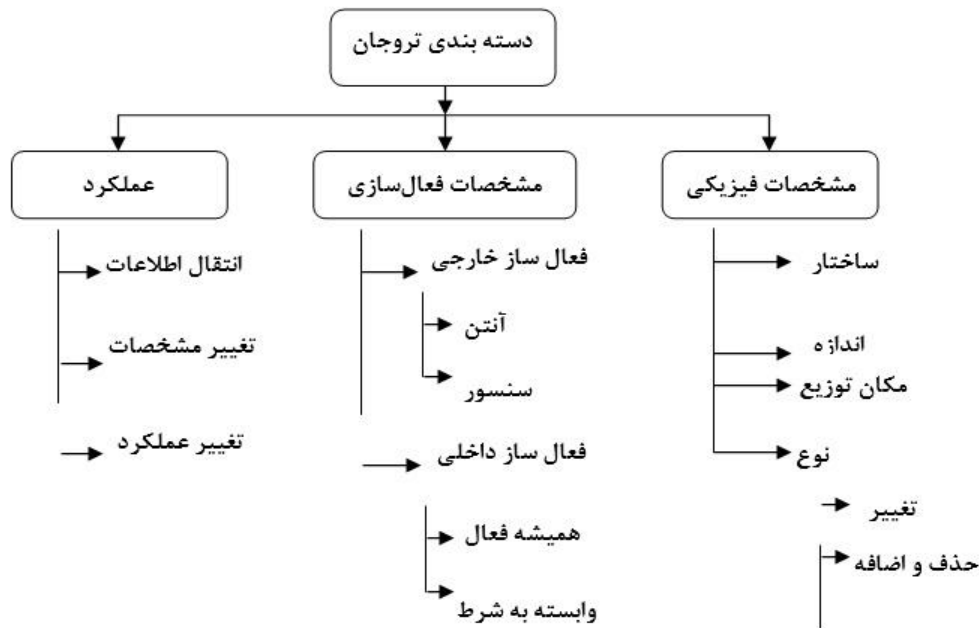 دسته بندی تروجان
مشخصات فیزیکی
ساختار
اندازه
مکان توزیع
نوع
تغییر
حذف و اضافه
مشخصات فعال‌سازی
فعال ساز خارجی
آنتن
سنسور
فعال ساز داخلی
همیشه فعال
وابسته به شرط
عملکرد
انتقال اطلاعات
تغییر مشخصات
تغییر عملکرد